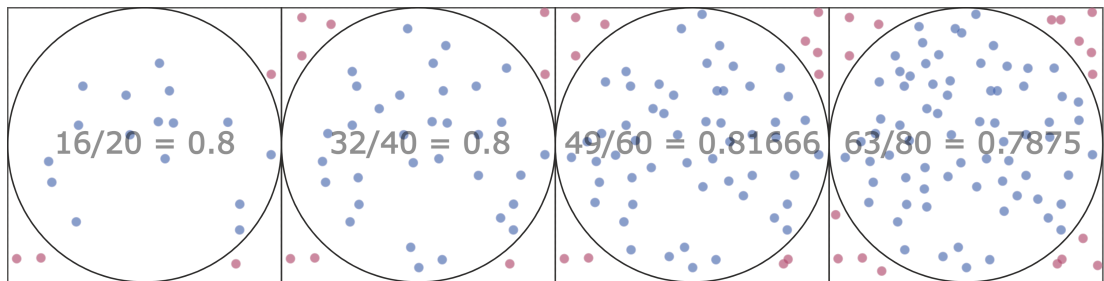 16/20 = 0.8
32/40 = 0.8
49/60 = 0.81666
63/80 = 0.7875